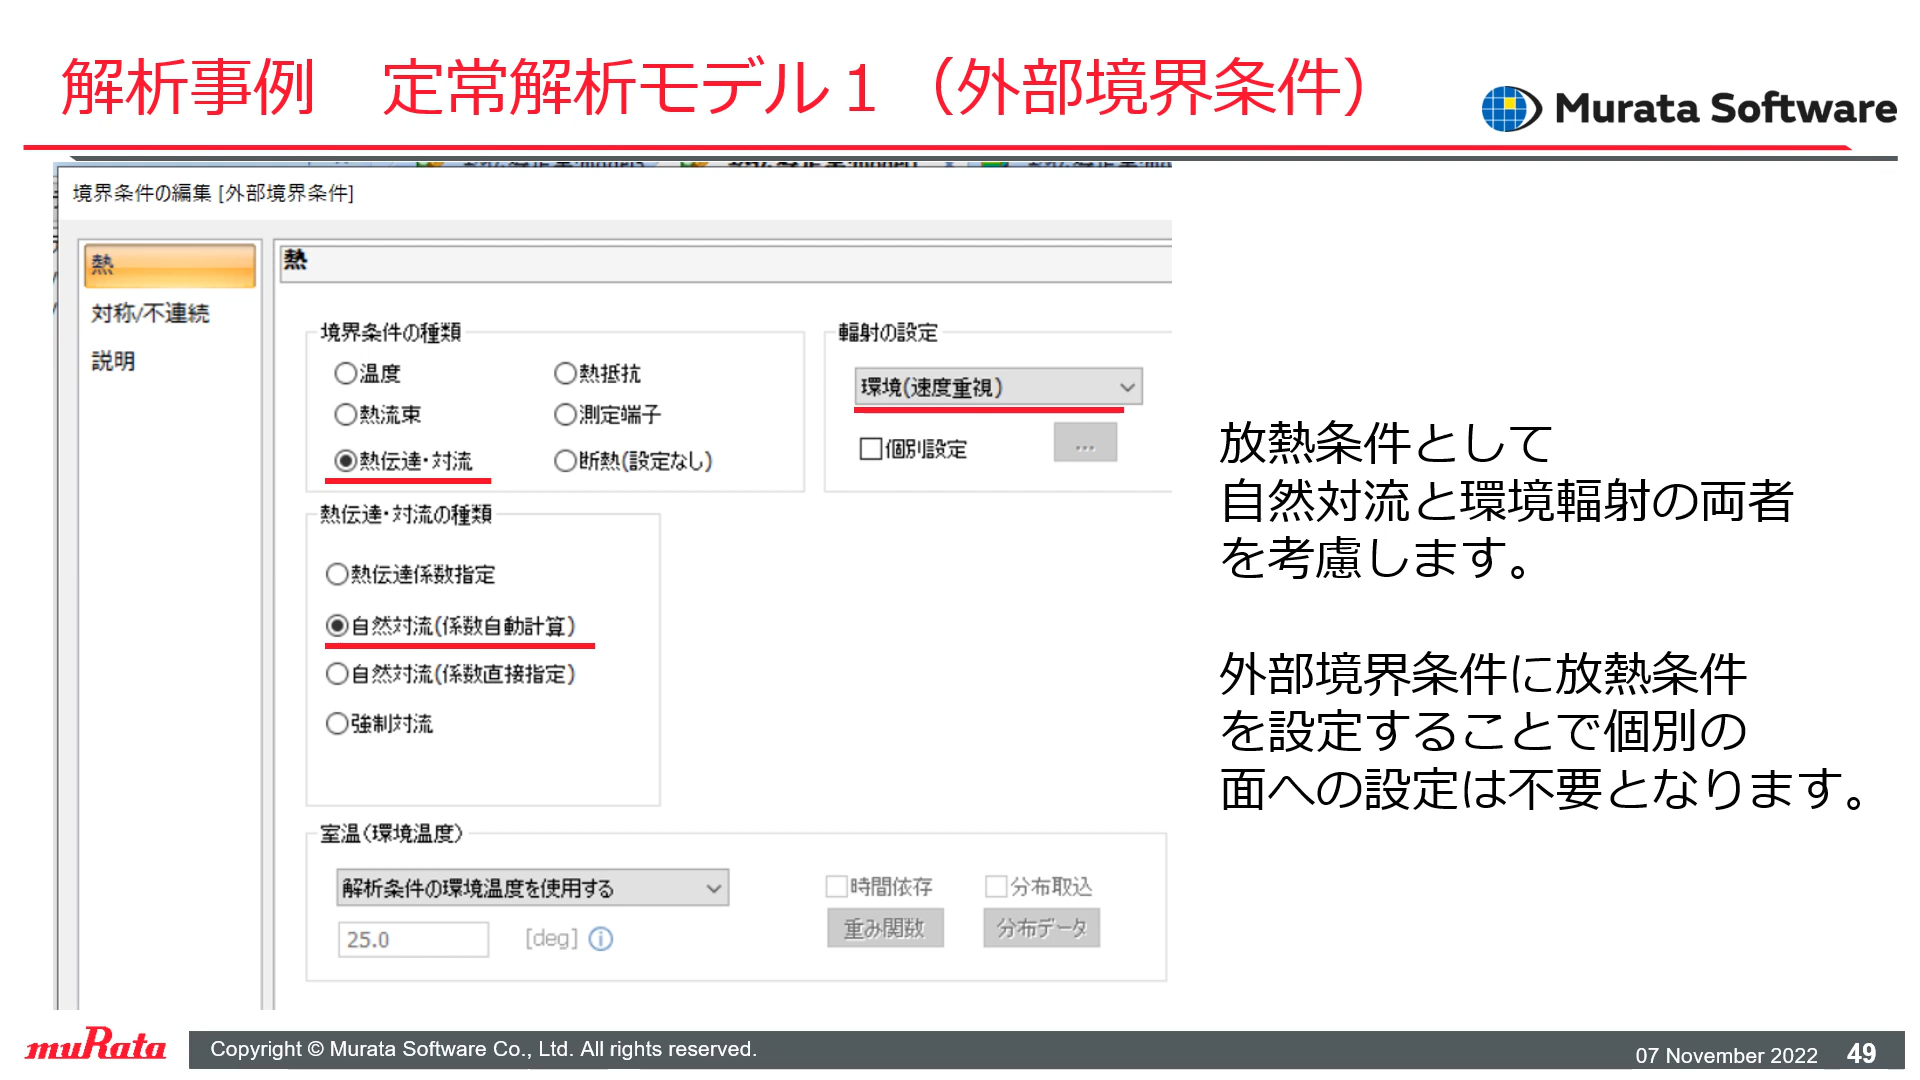 解析事例　定常解析モデル１（外部境界条件）
Murata Software
境界条件の編集 [外部境界条件]
熱
対称/不連続
説明
熱
境界条件の種類
温度
熱抵抗
熱流束
測定端子
熱伝達・対流
断熱(設定なし)
輻射の設定
環境(速度重視)
個別設定
...
熱伝達・対流の種類
熱伝達係数指定
自然対流(係数自動計算)
自然対流(係数直接指定)
強制対流
室温(環境温度)
解析条件の環境温度を使用する
時間依存
分布取込
25.0
[deg]
重み関数
分布データ
放熱条件として
自然対流と環境輻射の両者
を考慮します。
外部境界条件に放熱条件
を設定することで個別の
面への設定は不要となります。
muRata
Copyright © Murata Software Co., Ltd. All rights reserved.
07 November 2022
49